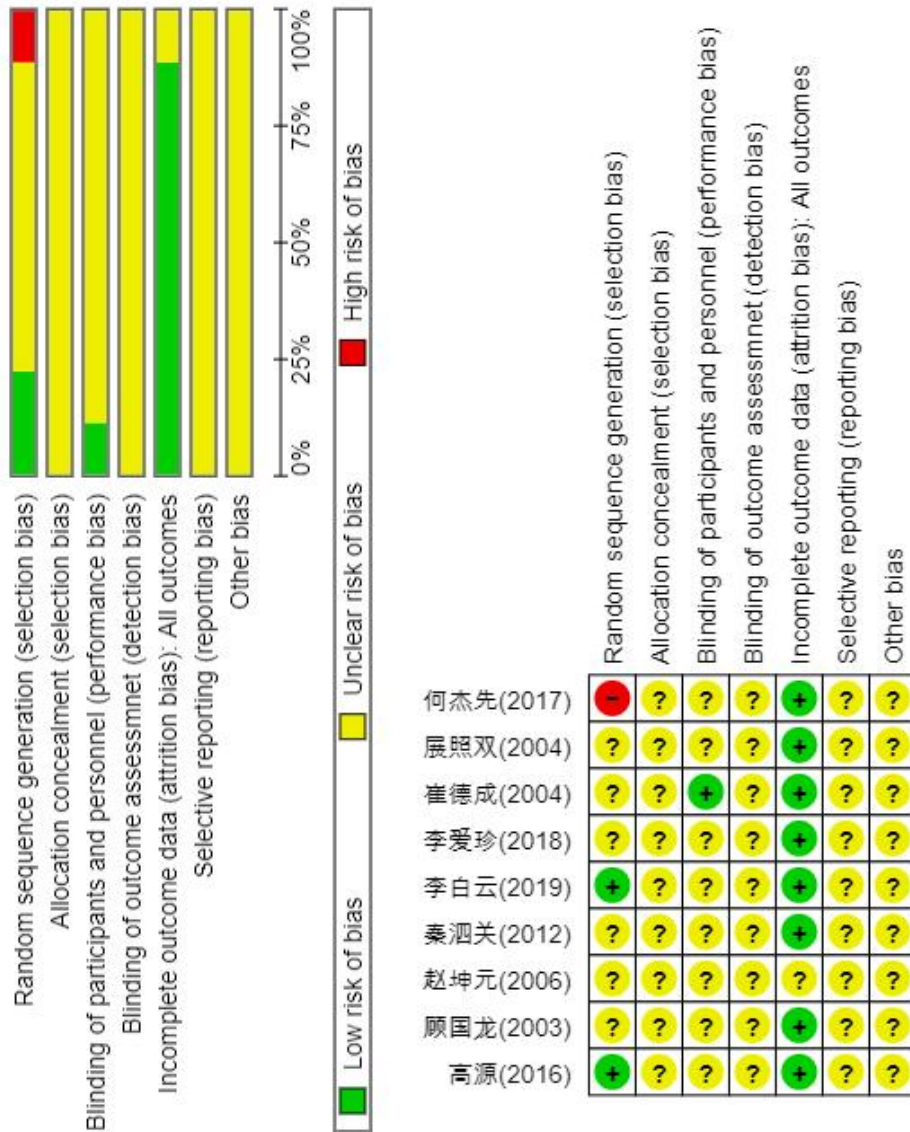 Random sequence generation (selection bias)
Allocation concealment (selection bias)
Blinding of participants and personnel (performance bias)
Blinding of outcome assessmnet (detection bias)
Incomplete outcome data (attrition bias): All outcomes
Selective reporting (reporting bias)
Other bias
0% 25% 50% 75% 100%
Low risk of bias Unclear risk of bias High risk of bias
Random sequence generation (selection bias)
Allocation concealment (selection bias)
Blinding of participants and personnel (performance bias)
Blinding of outcome assessmnet (detection bias)
Incomplete outcome data (attrition bias): All outcomes
Selective reporting (reporting bias)
Other bias
何杰先(2017) - ? ? ? + ? ?
展照双(2004) ? ? ? ? + ? ?
崔德成(2004) ? ? + ? + ? ?
李爱珍(2018) ? ? ? ? + ? ?
李白云(2019) + ? ? ? + ? ?
秦泗关(2012) ? ? ? ? + ? ?
赵坤元(2006) ? ? ? ? ? ? ?
顾国龙(2003) ? ? ? ? + ? ?
高源(2016) + ? ? ? + ? ?